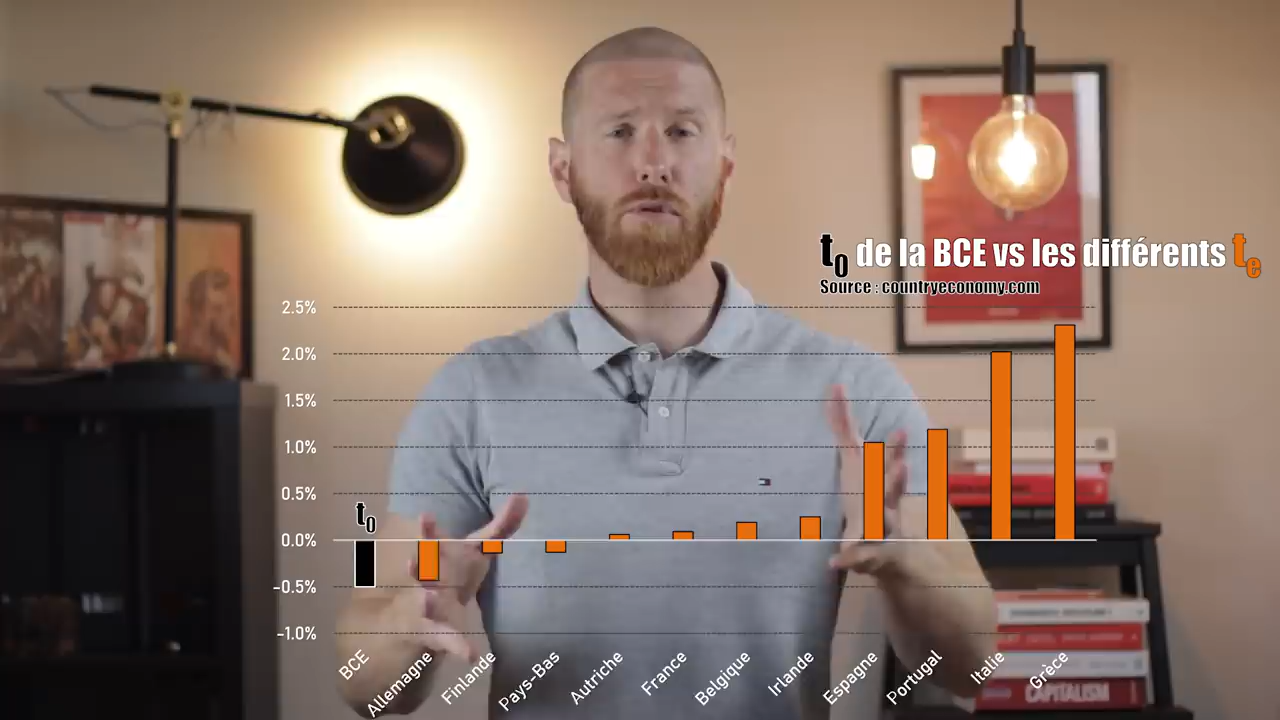 t0 de la BCE vs les différents te
Source : countryeconomy.com
2.5%
2.0%
1.5%
1.0%
0.5%
t0
0.0%
-0.5%
-1.0%
BCE
Allemagne
Finlande
Pays-Bas
Autriche
France
Belgique
Irlande
Espagne
Portugal
Italie
Grèce
CAPITALISM